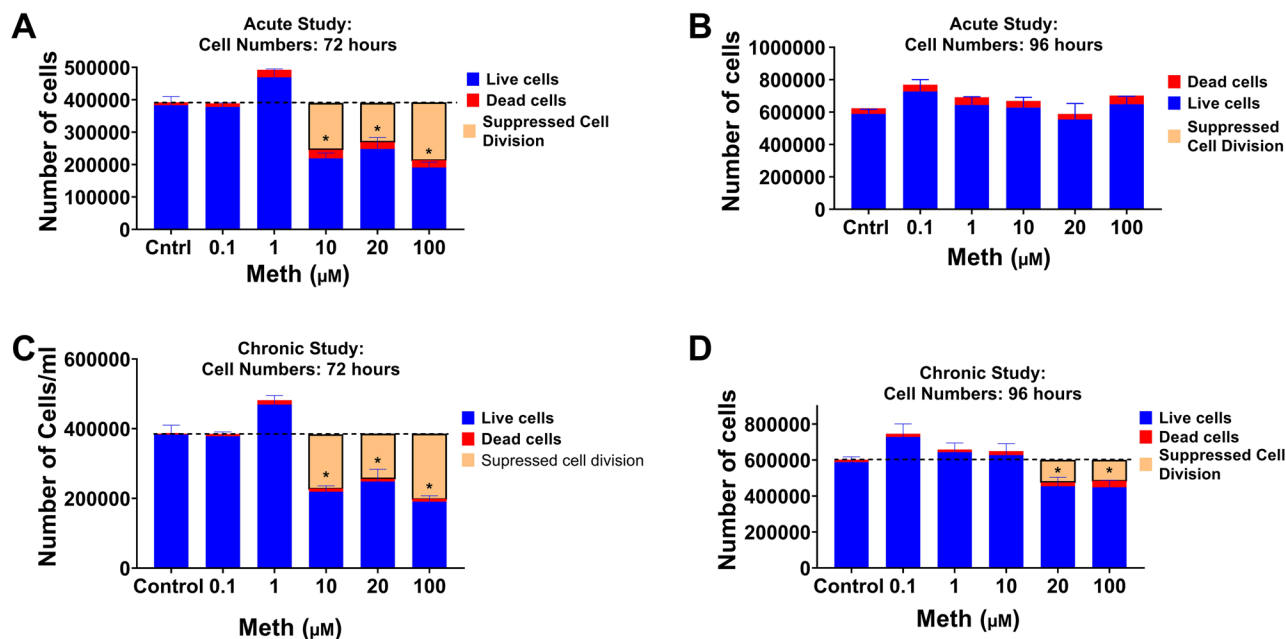 A
Acute Study:
Cell Numbers: 72 hours
Number of cells
500000
400000
300000
200000
100000
0
* * *
Cntrl 0.1 1 10 20 100
Meth (µM)
Live cells
Dead cells
Suppressed Cell
Division
B
Acute Study:
Cell Numbers: 96 hours
Number of cells
1000000
800000
600000
400000
200000
0
Cntrl 0.1 1 10 20 100
Meth (µM)
Dead cells
Live cells
Suppressed
Cell Division
C
Chronic Study:
Cell Numbers: 72 hours
Number of Cells/ml
600000
400000
200000
0
* * *
Control 0.1 1 10 20 100
Meth (µM)
Live cells
Dead cells
Supressed cell division
D
Chronic Study:
Cell Numbers: 96 hours
Number of cells
800000
600000
400000
200000
0
* *
Control 0.1 1 10 20 100
Meth (µM)
Live cells
Dead cells
Suppressed Cell
Division